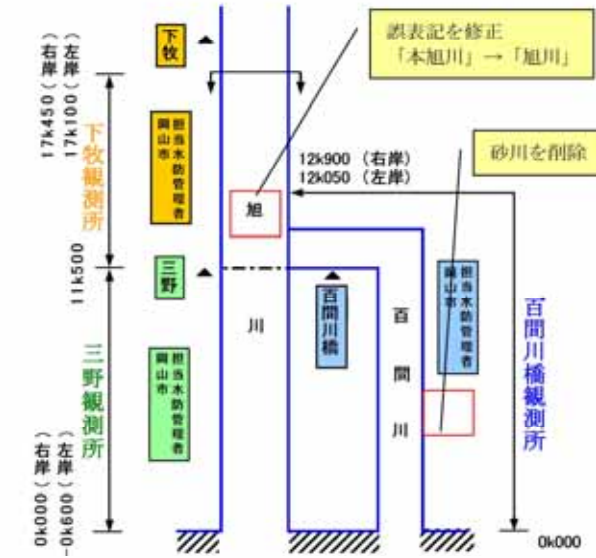 誤表記を修正
「本旭川」→「旭川」
砂川を削除
下牧
17k450(右岸)
17k100(左岸)
下牧観測所
担当水防管理者
岡山市
12k900 (右岸)
12k050 (左岸)
旭
川
11k500
三野
百間川橋
百
間
川
担当水防管理者
岡山市
百間川橋観測所
三野観測所
担当水防管理者
岡山市
0k000(右岸)
-0k600(左岸)
0k000